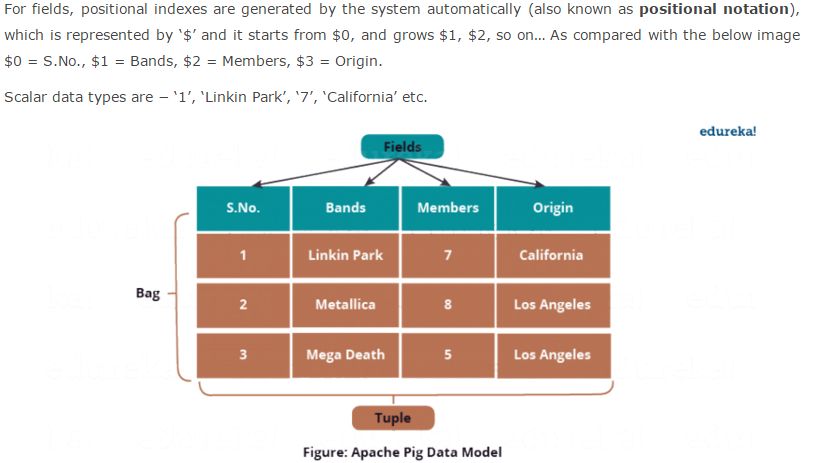 For fields, positional indexes are generated by the system automatically (also known as positional notation),
which is represented by ‘$’ and it starts from $0, and grows $1, $2, so on... As compared with the below image
$0 = S.No., $1 = Bands, $2 = Members, $3 = Origin.
Scalar data types are – ‘1’, ‘Linkin Park’, ‘7’, ‘California’ etc.
edureka!
Fields
S.No. Bands Members Origin
1 Linkin Park 7 California
Bag
2 Metallica 8 Los Angeles
3 Mega Death 5 Los Angeles
Tuple
Figure: Apache Pig Data Model